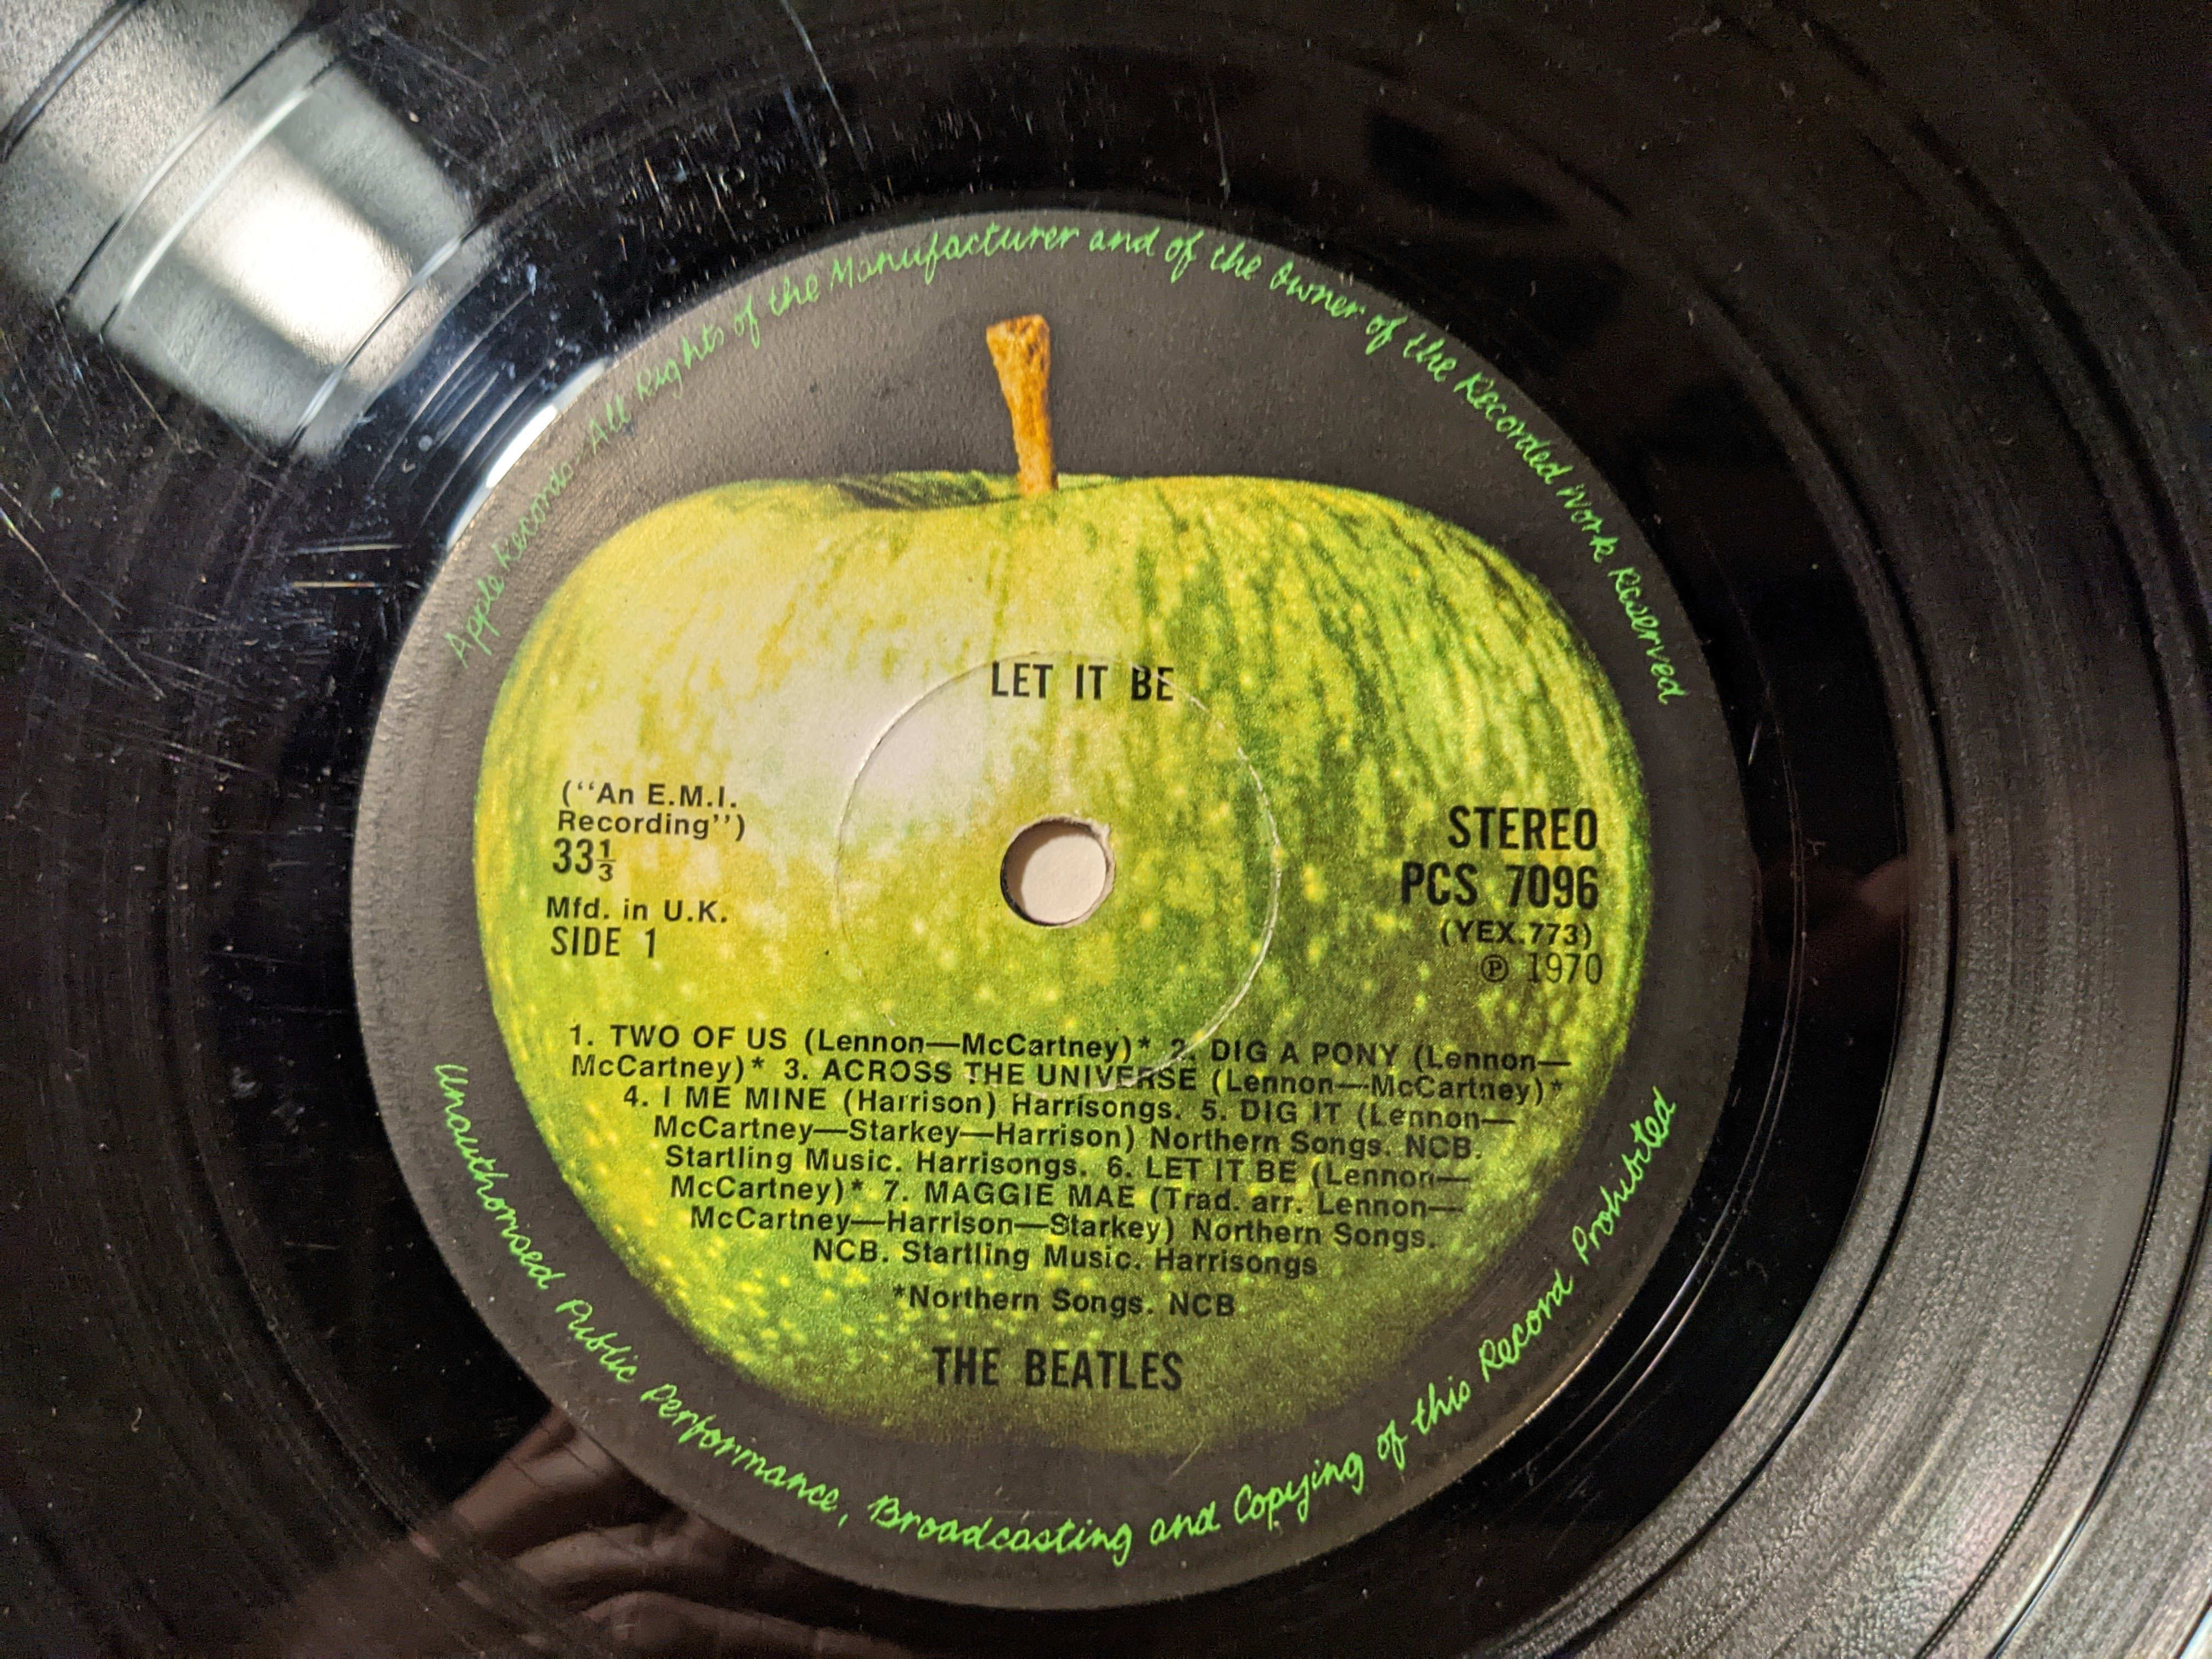 Apple Records-All Rights of the Manufacturer and of the Owner of the Recorded Work Reserved
LET IT BE
(“An E.M.I.
Recording”)
33⅓
Mfd. in U.K.
SIDE 1
STEREO
PCS 7096
(YEX.773)
℗ 1970
1. TWO OF US (Lennon—McCartney)* 2. DIG A PONY (Lennon—
McCartney)* 3. ACROSS THE UNIVERSE (Lennon—McCartney)*
4. I ME MINE (Harrison) Harrisongs. 5. DIG IT (Lennon—
McCartney—Starkey—Harrison) Northern Songs. NCB.
Startling Music. Harrisongs. 6. LET IT BE (Lennon—
McCartney)* 7. MAGGIE MAE (Trad. arr. Lennon—
McCartney—Harrison—Starkey) Northern Songs.
NCB. Startling Music. Harrisongs
*Northern Songs. NCB
THE BEATLES
Unauthorised Public Performance, Broadcasting and Copying of this Record Prohibited